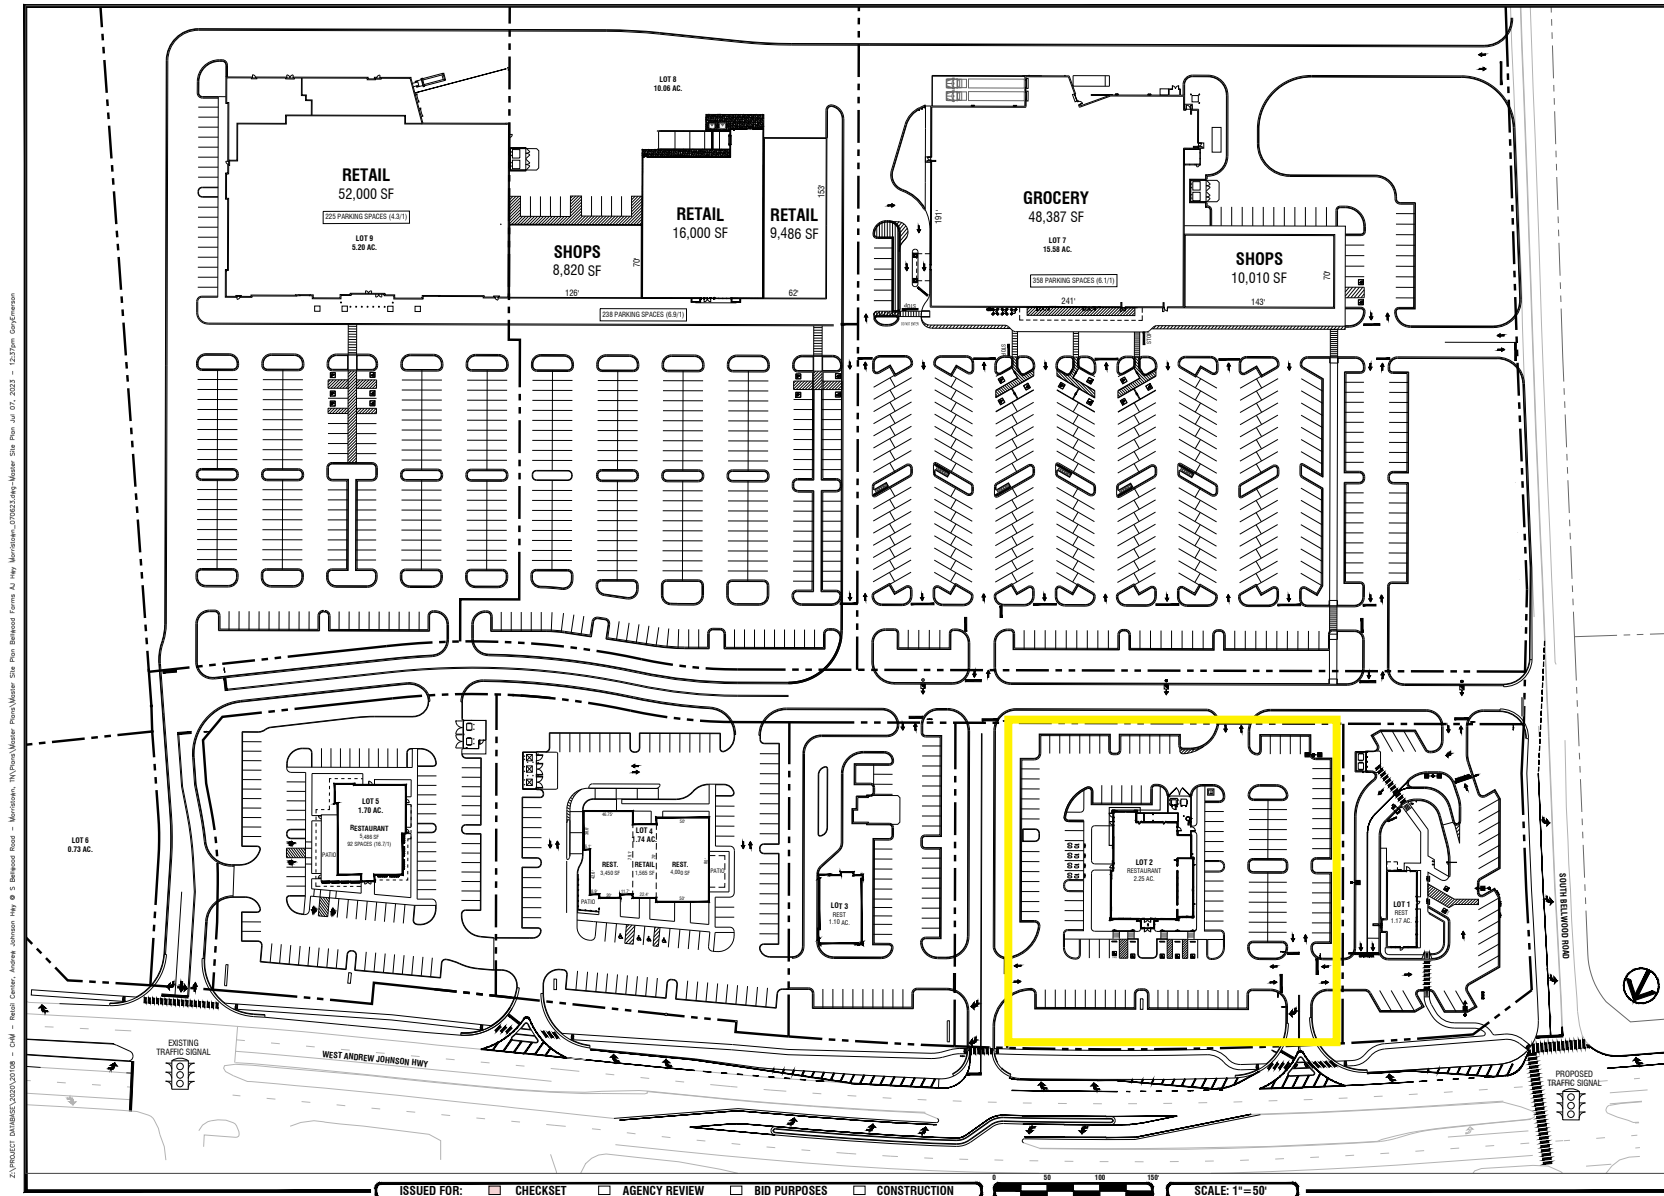 LOT 8
10.06 AC.
RETAIL
52,000 SF
225 PARKING SPACES (4.3/1)
LOT 9
5.20 AC.
SHOPS
8,820 SF
70'
126'
RETAIL
16,000 SF
RETAIL
9,486 SF
153'
62'
238 PARKING SPACES (6.9/1)
GROCERY
48,387 SF
191'
LOT 7
15.58 AC.
358 PARKING SPACES (6.1/1)
241'
SHOPS
10,010 SF
70'
143'
STOP
STOP
LOT 6
0.73 AC.
LOT 5
1.70 AC.
RESTAURANT
5,486 SF
92 SPACES (16.7/1)
PATIO
LOT 4
1.74 AC.
REST.
3,450 SF
RETAIL
1,565 SF
REST.
4,000 SF
PATIO
PATIO
LOT 3
REST
1.10 AC.
LOT 2
RESTAURANT
2.25 AC.
LOT 1
REST
1.17 AC.
SOUTH BELLWOOD ROAD
EXISTING
TRAFFIC SIGNAL
WEST ANDREW JOHNSON HWY
PROPOSED
TRAFFIC SIGNAL
ISSUED FOR: CHECKSET AGENCY REVIEW BID PURPOSES CONSTRUCTION
0 50 100 150'
SCALE: 1"=50'